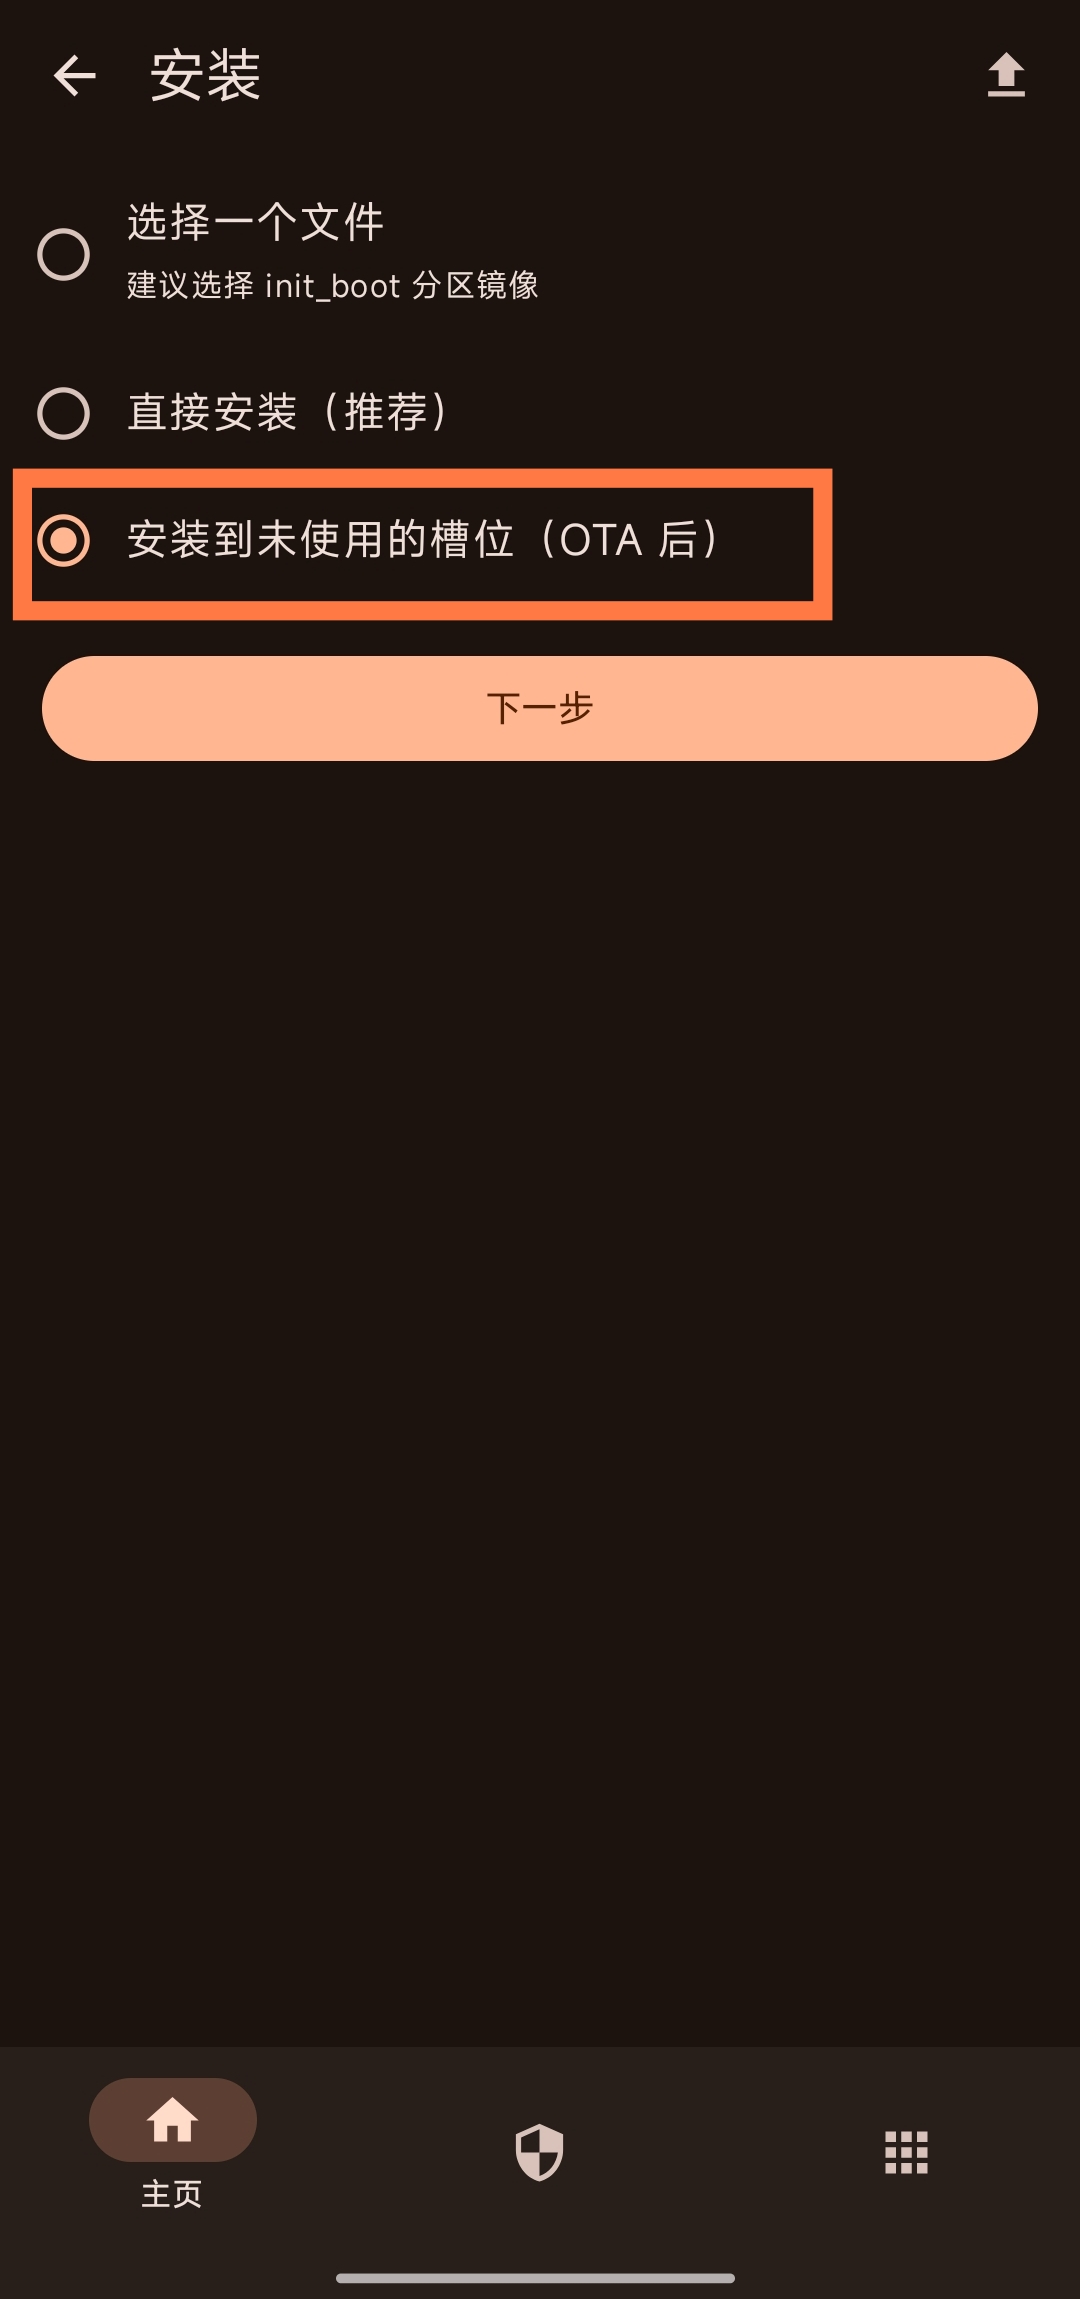 安装
选择一个文件
建议选择 init_boot 分区镜像
直接安装（推荐）
安装到未使用的槽位（OTA 后）
下一步
主页